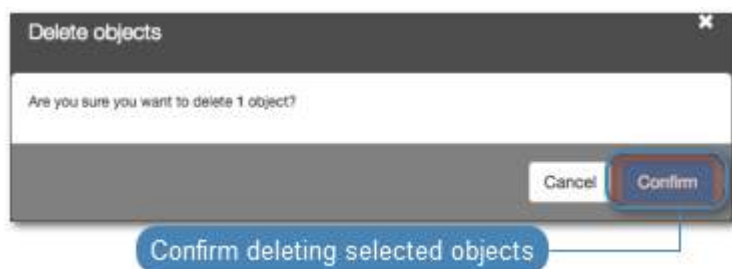 Delete objects
Are you sure you want to delete 1 object?
Cancel Confirm
Confirm deleting selected objects